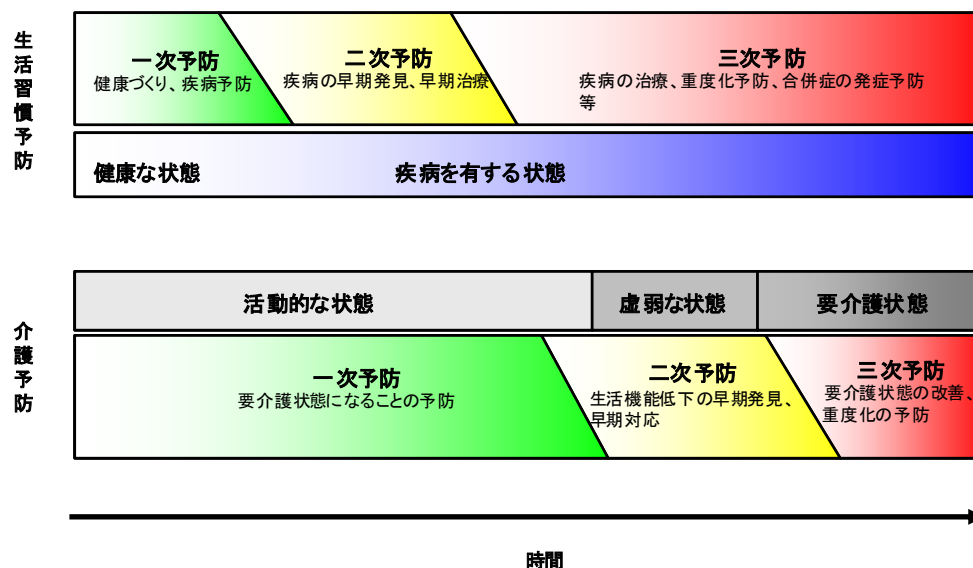 生活習慣予防
一次予防
健康づくり、疾病予防
二次予防
疾病の早期発見、早期治療
三次予防
疾病の治療、重度化予防、合併症の発症予防
等
健康な状態
疾病を有する状態
介護予防
活動的な状態
虚弱な状態
要介護状態
一次予防
要介護状態になることの予防
二次予防
生活機能低下の早期発見、
早期対応
三次予防
要介護状態の改善、
重度化の予防
時間